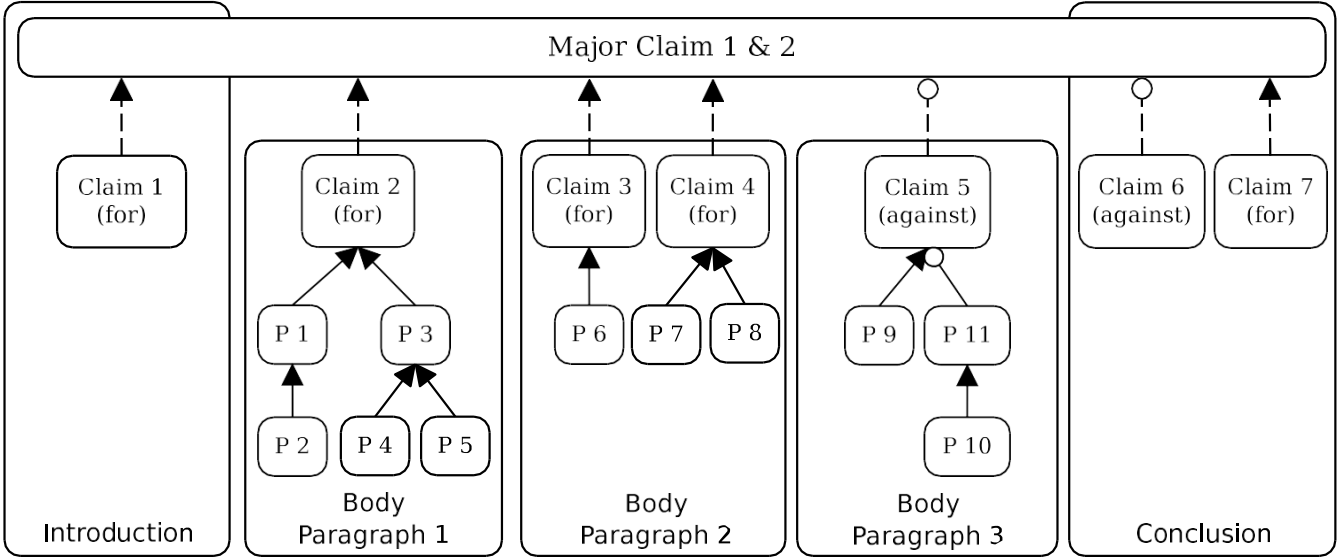 Major Claim 1 & 2
Claim 1
(for)
Claim 2
(for)
Claim 3
(for)
Claim 4
(for)
Claim 5
(against)
Claim 6
(against)
Claim 7
(for)
P 1
P 3
P 6
P 7
P 8
P 9
P 11
P 2
P 4
P 5
P 10
Introduction
Body
Paragraph 1
Body
Paragraph 2
Body
Paragraph 3
Conclusion